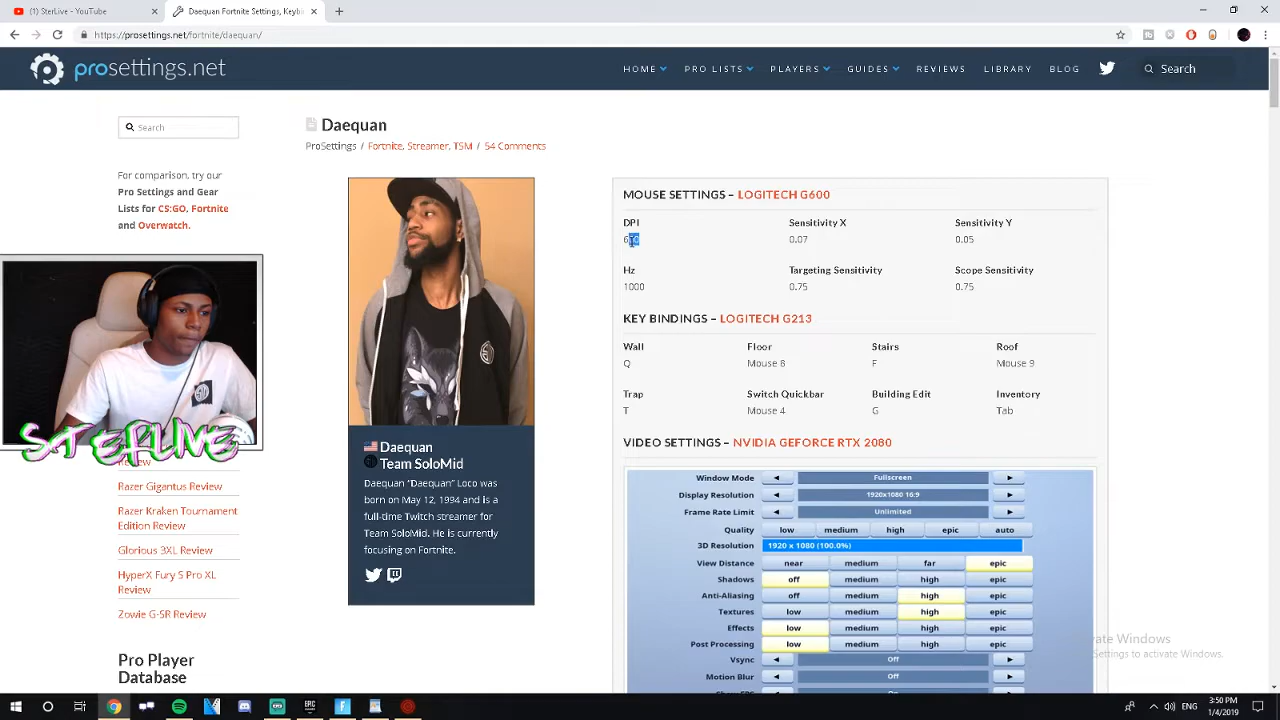 (1) SterLive - YouTube
Daequan Fortnite Settings, Keybi
https://prosettings.net/fortnite/daequan/
prosettings.net
HOME
PRO LISTS
PLAYERS
GUIDES
REVIEWS
LIBRARY
BLOG
Search
Search
For comparison, try our
Pro Settings and Gear
Lists for CS:GO, Fortnite
and Overwatch.
STERLIVE
Review
Razer Gigantus Review
Razer Kraken Tournament
Edition Review
Glorious 3XL Review
HyperX Fury S Pro XL
Review
Zowie G-SR Review
Pro Player
Database
Daequan
ProSettings / Fortnite, Streamer, TSM / 54 Comments
Daequan
Team SoloMid
Daequan “Daequan” Loco was
born on May 12, 1994 and is a
full-time Twitch streamer for
Team SoloMid. He is currently
focusing on Fortnite.
MOUSE SETTINGS – LOGITECH G600
DPI Sensitivity X Sensitivity Y
0.07 0.05
Hz Targeting Sensitivity Scope Sensitivity
1000 0.75 0.75
KEY BINDINGS – LOGITECH G213
Wall Floor Stairs Roof
Q Mouse 8 F Mouse 9
Trap Switch Quickbar Building Edit Inventory
T Mouse 4 G Tab
VIDEO SETTINGS – NVIDIA GEFORCE RTX 2080
Window Mode Fullscreen
Display Resolution 1920x1080 16:9
Frame Rate Limit Unlimited
Quality low medium high epic auto
3D Resolution 1920 x 1080 (100.0%)
View Distance near medium far epic
Shadows off medium high epic
Anti-Aliasing off medium high epic
Textures low medium high epic
Effects low medium high epic
Post Processing low medium high epic
Vsync Off
Motion Blur Off
Activate Windows
Settings to activate Windows.
ENG
3:50 PM
1/4/2019